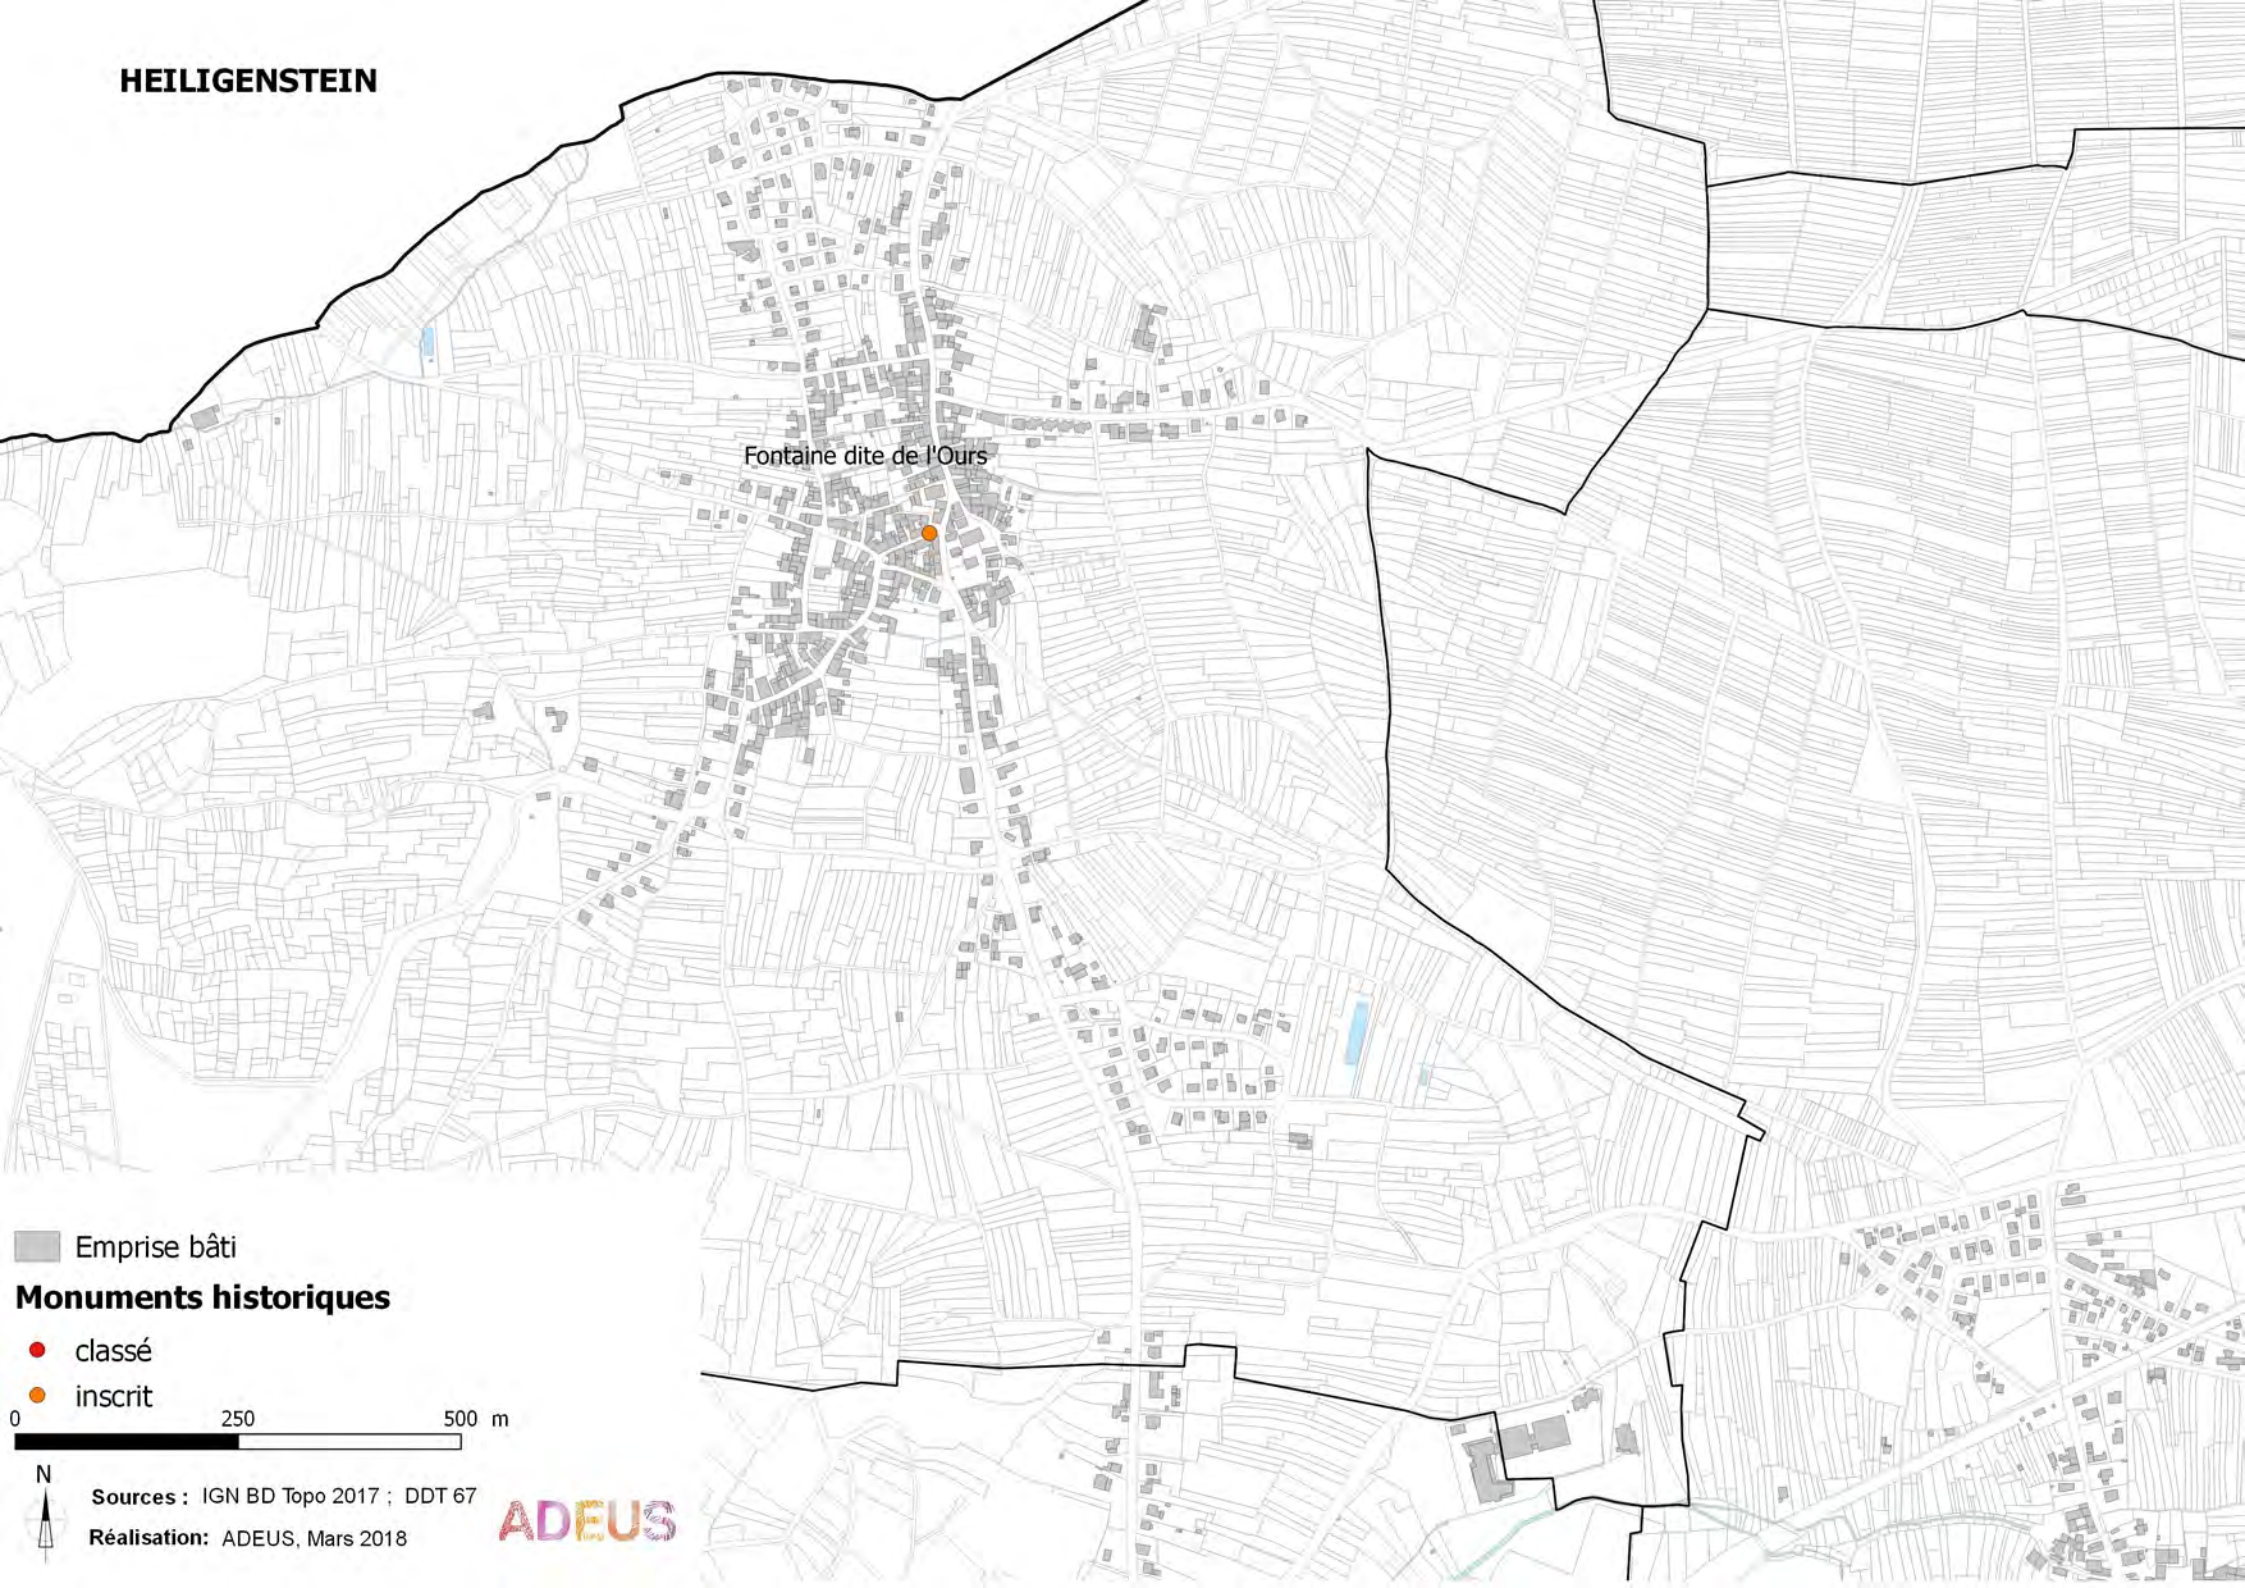 HEILIGENSTEIN
Fontaine dite de l'Ours
Emprise bâti
Monuments historiques
classé
inscrit
0 250 500 m
N
Sources : IGN BD Topo 2017 ; DDT 67
Réalisation: ADEUS, Mars 2018
ADEUS